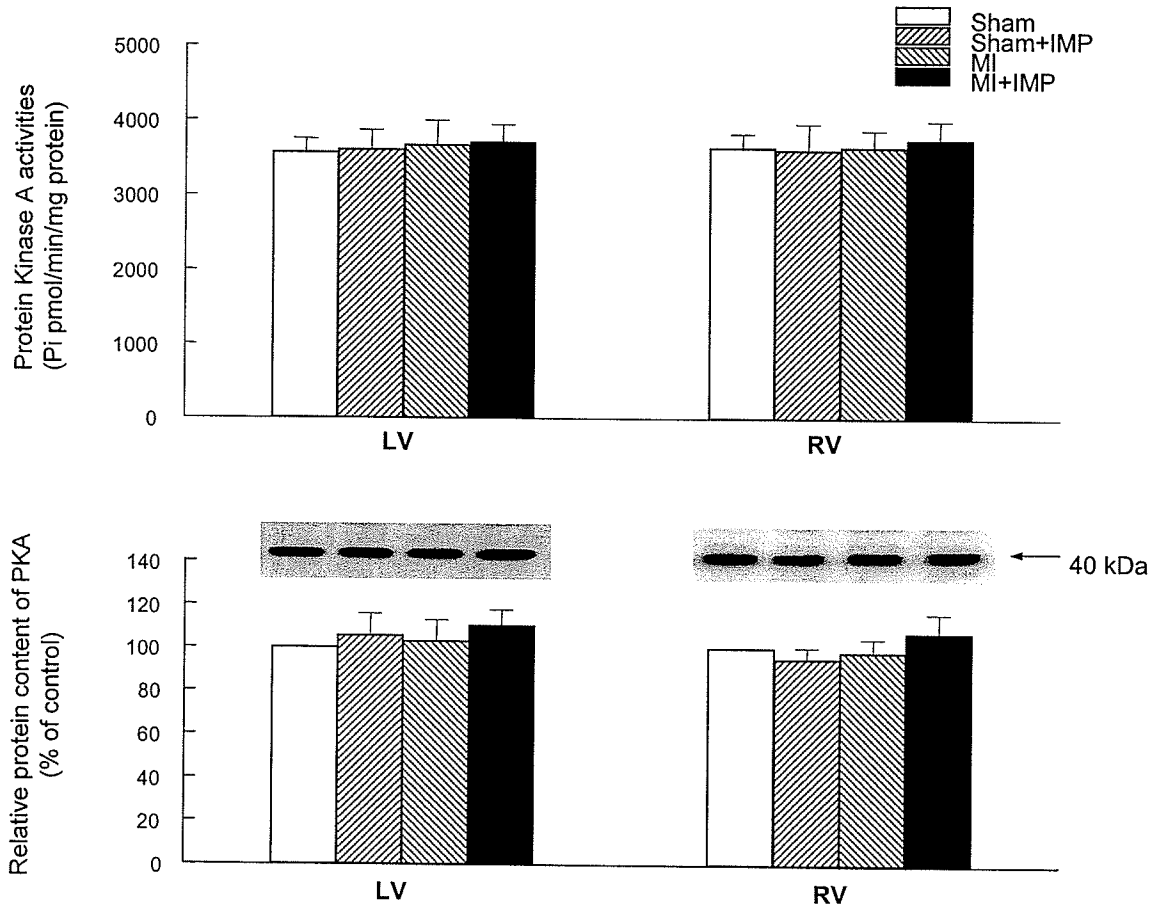 Sham
Sham+IMP
MI
MI+IMP
Protein Kinase A activities
(Pi pmol/min/mg protein)
5000
4000
3000
2000
1000
0
LV
RV
Relative protein content of PKA
(% of control)
140
120
100
80
60
40
20
0
40 kDa
LV
RV